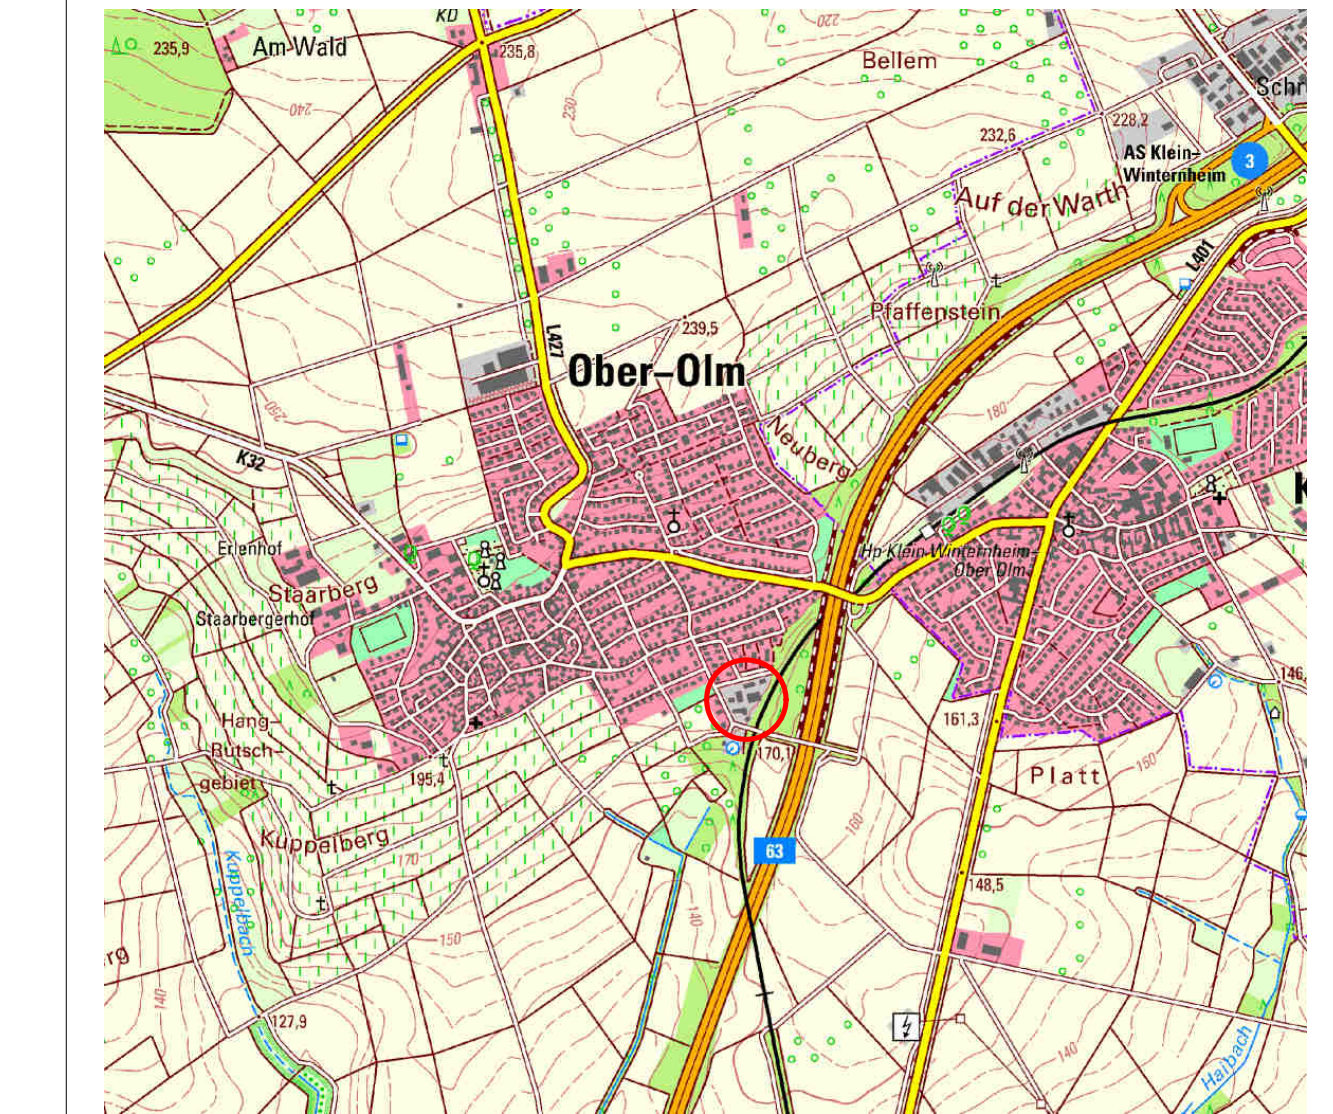 KD
220
235,9
Am Wald
235,8
Bellem
Schr
240
230
232,6
228,2
AS Klein-
Winternheim
3
Auf der Warth
L401
Pfaffenstein
239,5
L427
Ober-Olm
250
180
Neuberg
K32
K
Erlenhof
Hp Klein Winternheim-
Ober Olm
Staarberg
Staarbergerhof
146,
Hang-
Rutsch-
gebiet
161,3
170,1
195,4
Platt
160
160
Kuppelberg
170
63
148,5
Kuppelbach
140
150
rg
140
127,9
140
Haibach